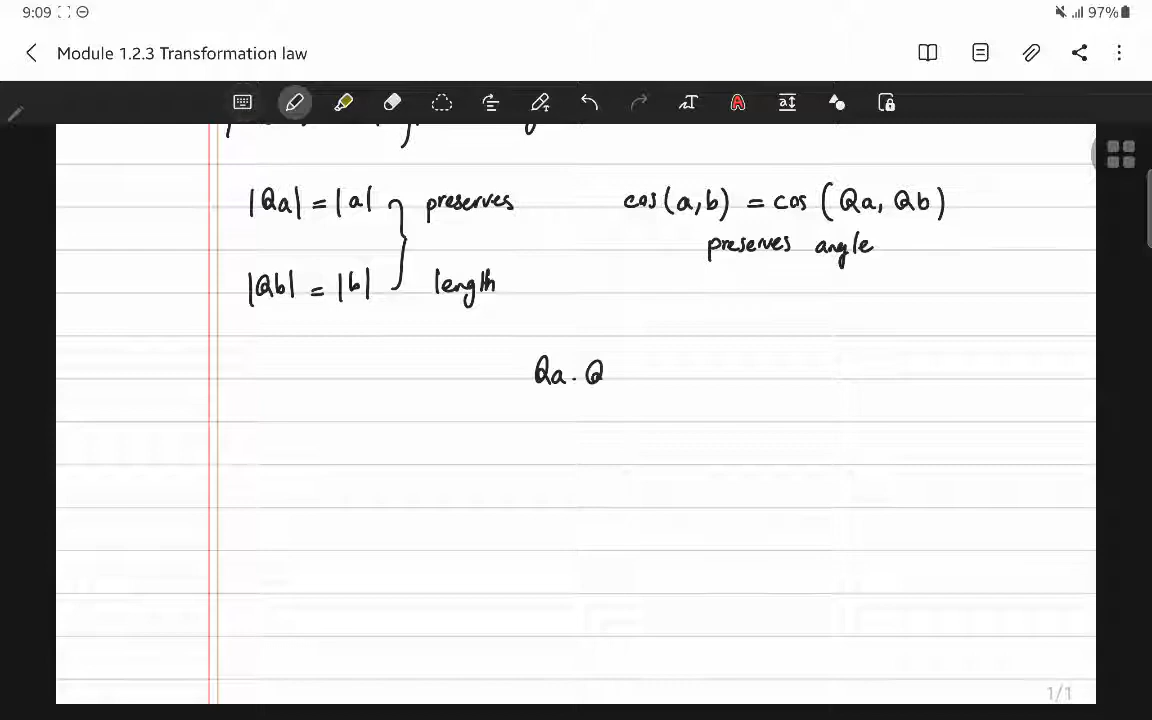 9:09 97%
Module 1.2.3 Transformation law
|Qa| = |a| preserves cos(a,b) = cos (Qa, Qb)
preserves angle
|Qb| = |b| length
Qa . Q
1/1